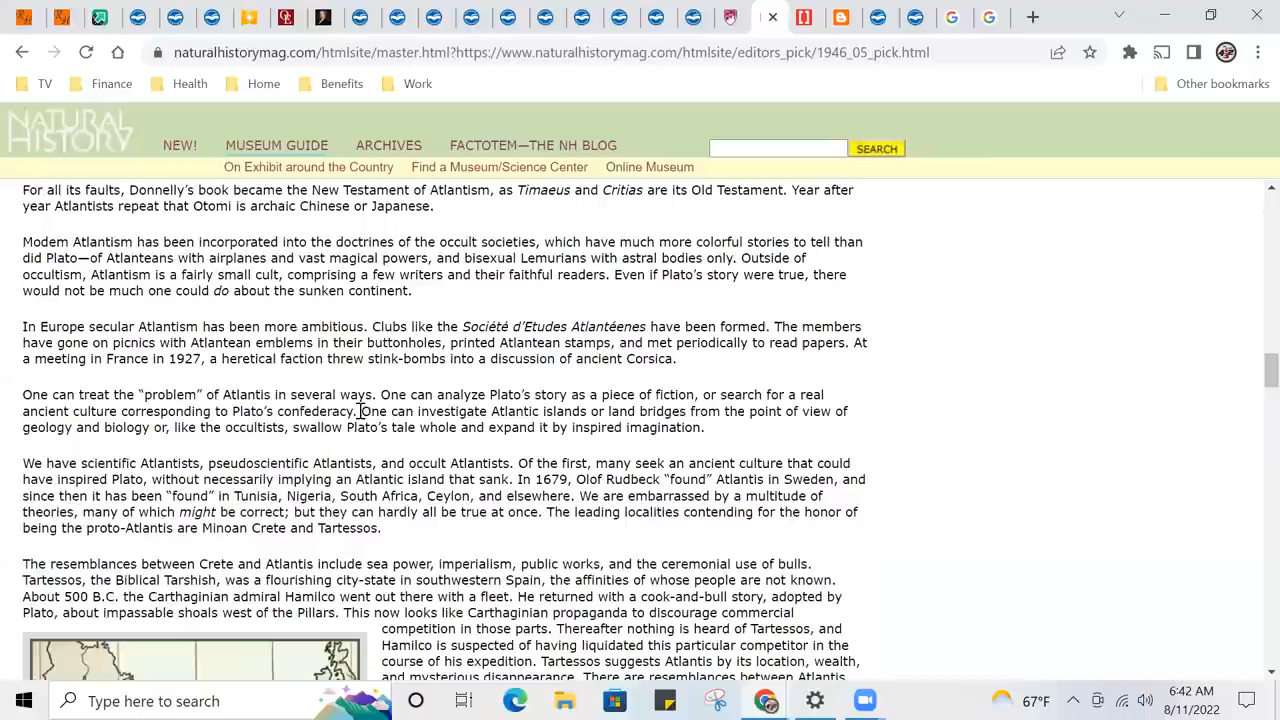 naturalhistorymag.com/htmlsite/master.html?https://www.naturalhistorymag.com/htmlsite/editors_pick/1946_05_pick.html
TV Finance Health Home Benefits Work Other bookmarks
NATURAL
HISTORY
NEW! MUSEUM GUIDE ARCHIVES FACTOTEM—THE NH BLOG SEARCH
On Exhibit around the Country Find a Museum/Science Center Online Museum
For all its faults, Donnelly’s book became the New Testament of Atlantism, as Timaeus and Critias are its Old Testament. Year after
year Atlantists repeat that Otomi is archaic Chinese or Japanese.
Modem Atlantism has been incorporated into the doctrines of the occult societies, which have much more colorful stories to tell than
did Plato—of Atlanteans with airplanes and vast magical powers, and bisexual Lemurians with astral bodies only. Outside of
occultism, Atlantism is a fairly small cult, comprising a few writers and their faithful readers. Even if Plato’s story were true, there
would not be much one could do about the sunken continent.
In Europe secular Atlantism has been more ambitious. Clubs like the Société d’Etudes Atlantéenes have been formed. The members
have gone on picnics with Atlantean emblems in their buttonholes, printed Atlantean stamps, and met periodically to read papers. At
a meeting in France in 1927, a heretical faction threw stink-bombs into a discussion of ancient Corsica.
One can treat the “problem” of Atlantis in several ways. One can analyze Plato’s story as a piece of fiction, or search for a real
ancient culture corresponding to Plato’s confederacy. One can investigate Atlantic islands or land bridges from the point of view of
geology and biology or, like the occultists, swallow Plato’s tale whole and expand it by inspired imagination.
We have scientific Atlantists, pseudoscientific Atlantists, and occult Atlantists. Of the first, many seek an ancient culture that could
have inspired Plato, without necessarily implying an Atlantic island that sank. In 1679, Olof Rudbeck “found” Atlantis in Sweden, and
since then it has been “found” in Tunisia, Nigeria, South Africa, Ceylon, and elsewhere. We are embarrassed by a multitude of
theories, many of which might be correct; but they can hardly all be true at once. The leading localities contending for the honor of
being the proto-Atlantis are Minoan Crete and Tartessos.
The resemblances between Crete and Atlantis include sea power, imperialism, public works, and the ceremonial use of bulls.
Tartessos, the Biblical Tarshish, was a flourishing city-state in southwestern Spain, the affinities of whose people are not known.
About 500 B.C. the Carthaginian admiral Hamilco went out there with a fleet. He returned with a cook-and-bull story, adopted by
Plato, about impassable shoals west of the Pillars. This now looks like Carthaginian propaganda to discourage commercial
competition in those parts. Thereafter nothing is heard of Tartessos, and
Hamilco is suspected of having liquidated this particular competitor in the
course of his expedition. Tartessos suggests Atlantis by its location, wealth,
and mysterious disappearance. There are resemblances between Atlantis
Type here to search
67°F
6:42 AM
8/11/2022